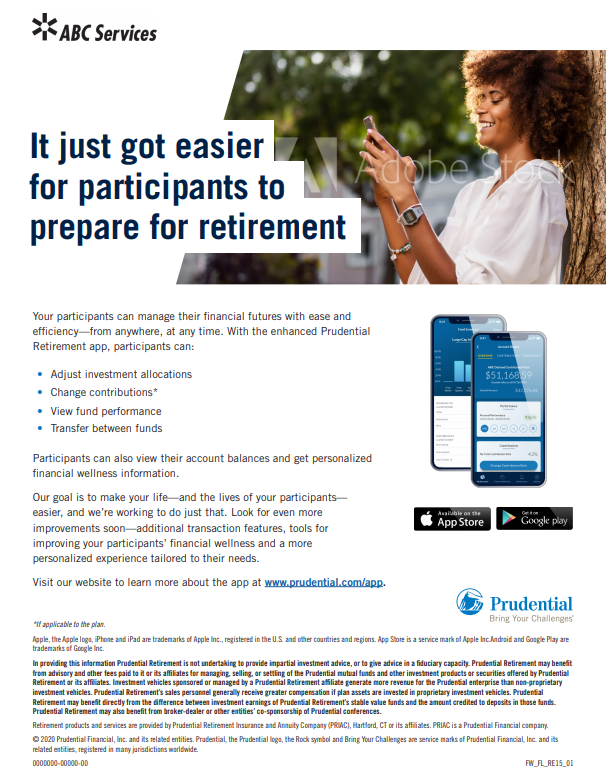 ABC Services
It just got easier
for participants to
prepare for retirement
Adobe Stock
Your participants can manage their financial futures with ease and
efficiency—from anywhere, at any time. With the enhanced Prudential
Retirement app, participants can:
• Adjust investment allocations
• Change contributions*
• View fund performance
• Transfer between funds
Participants can also view their account balances and get personalized
financial wellness information.
Our goal is to make your life—and the lives of your participants—
easier, and we're working to do just that. Look for even more
improvements soon—additional transaction features, tools for
improving your participants' financial wellness and a more
personalized experience tailored to their needs.
Visit our website to learn more about the app at www.prudential.com/app.
$51,168.59
Available on the
App Store
Get it on
Google play
Prudential
Bring Your Challenges®
*If applicable to the plan.
Apple, the Apple logo, iPhone and iPad are trademarks of Apple Inc., registered in the U.S. and other countries and regions. App Store is a service mark of Apple Inc.Android and Google Play are
trademarks of Google Inc.
In providing this information Prudential Retirement is not undertaking to provide impartial investment advice, or to give advice in a fiduciary capacity. Prudential Retirement may benefit
from advisory and other fees paid to it or its affiliates for managing, selling, or settling of the Prudential mutual funds and other investment products or securities offered by Prudential
Retirement or its affiliates. Investment vehicles sponsored or managed by a Prudential Retirement affiliate generate more revenue for the Prudential enterprise than non-proprietary
investment vehicles. Prudential Retirement's sales personnel generally receive greater compensation if plan assets are invested in proprietary investment vehicles. Prudential
Retirement may benefit directly from the difference between investment earnings of Prudential Retirement's stable value funds and the amount credited to deposits in those funds.
Prudential Retirement may also benefit from broker-dealer or other entities' co-sponsorship of Prudential conferences.
Retirement products and services are provided by Prudential Retirement Insurance and Annuity Company (PRIAC), Hartford, CT or its affiliates. PRIAC is a Prudential Financial company.
© 2020 Prudential Financial, Inc. and its related entities. Prudential, the Prudential logo, the Rock symbol and Bring Your Challenges are service marks of Prudential Financial, Inc. and its
related entities, registered in many jurisdictions worldwide.
0000000-00000-00
FW_FL_RE15_01